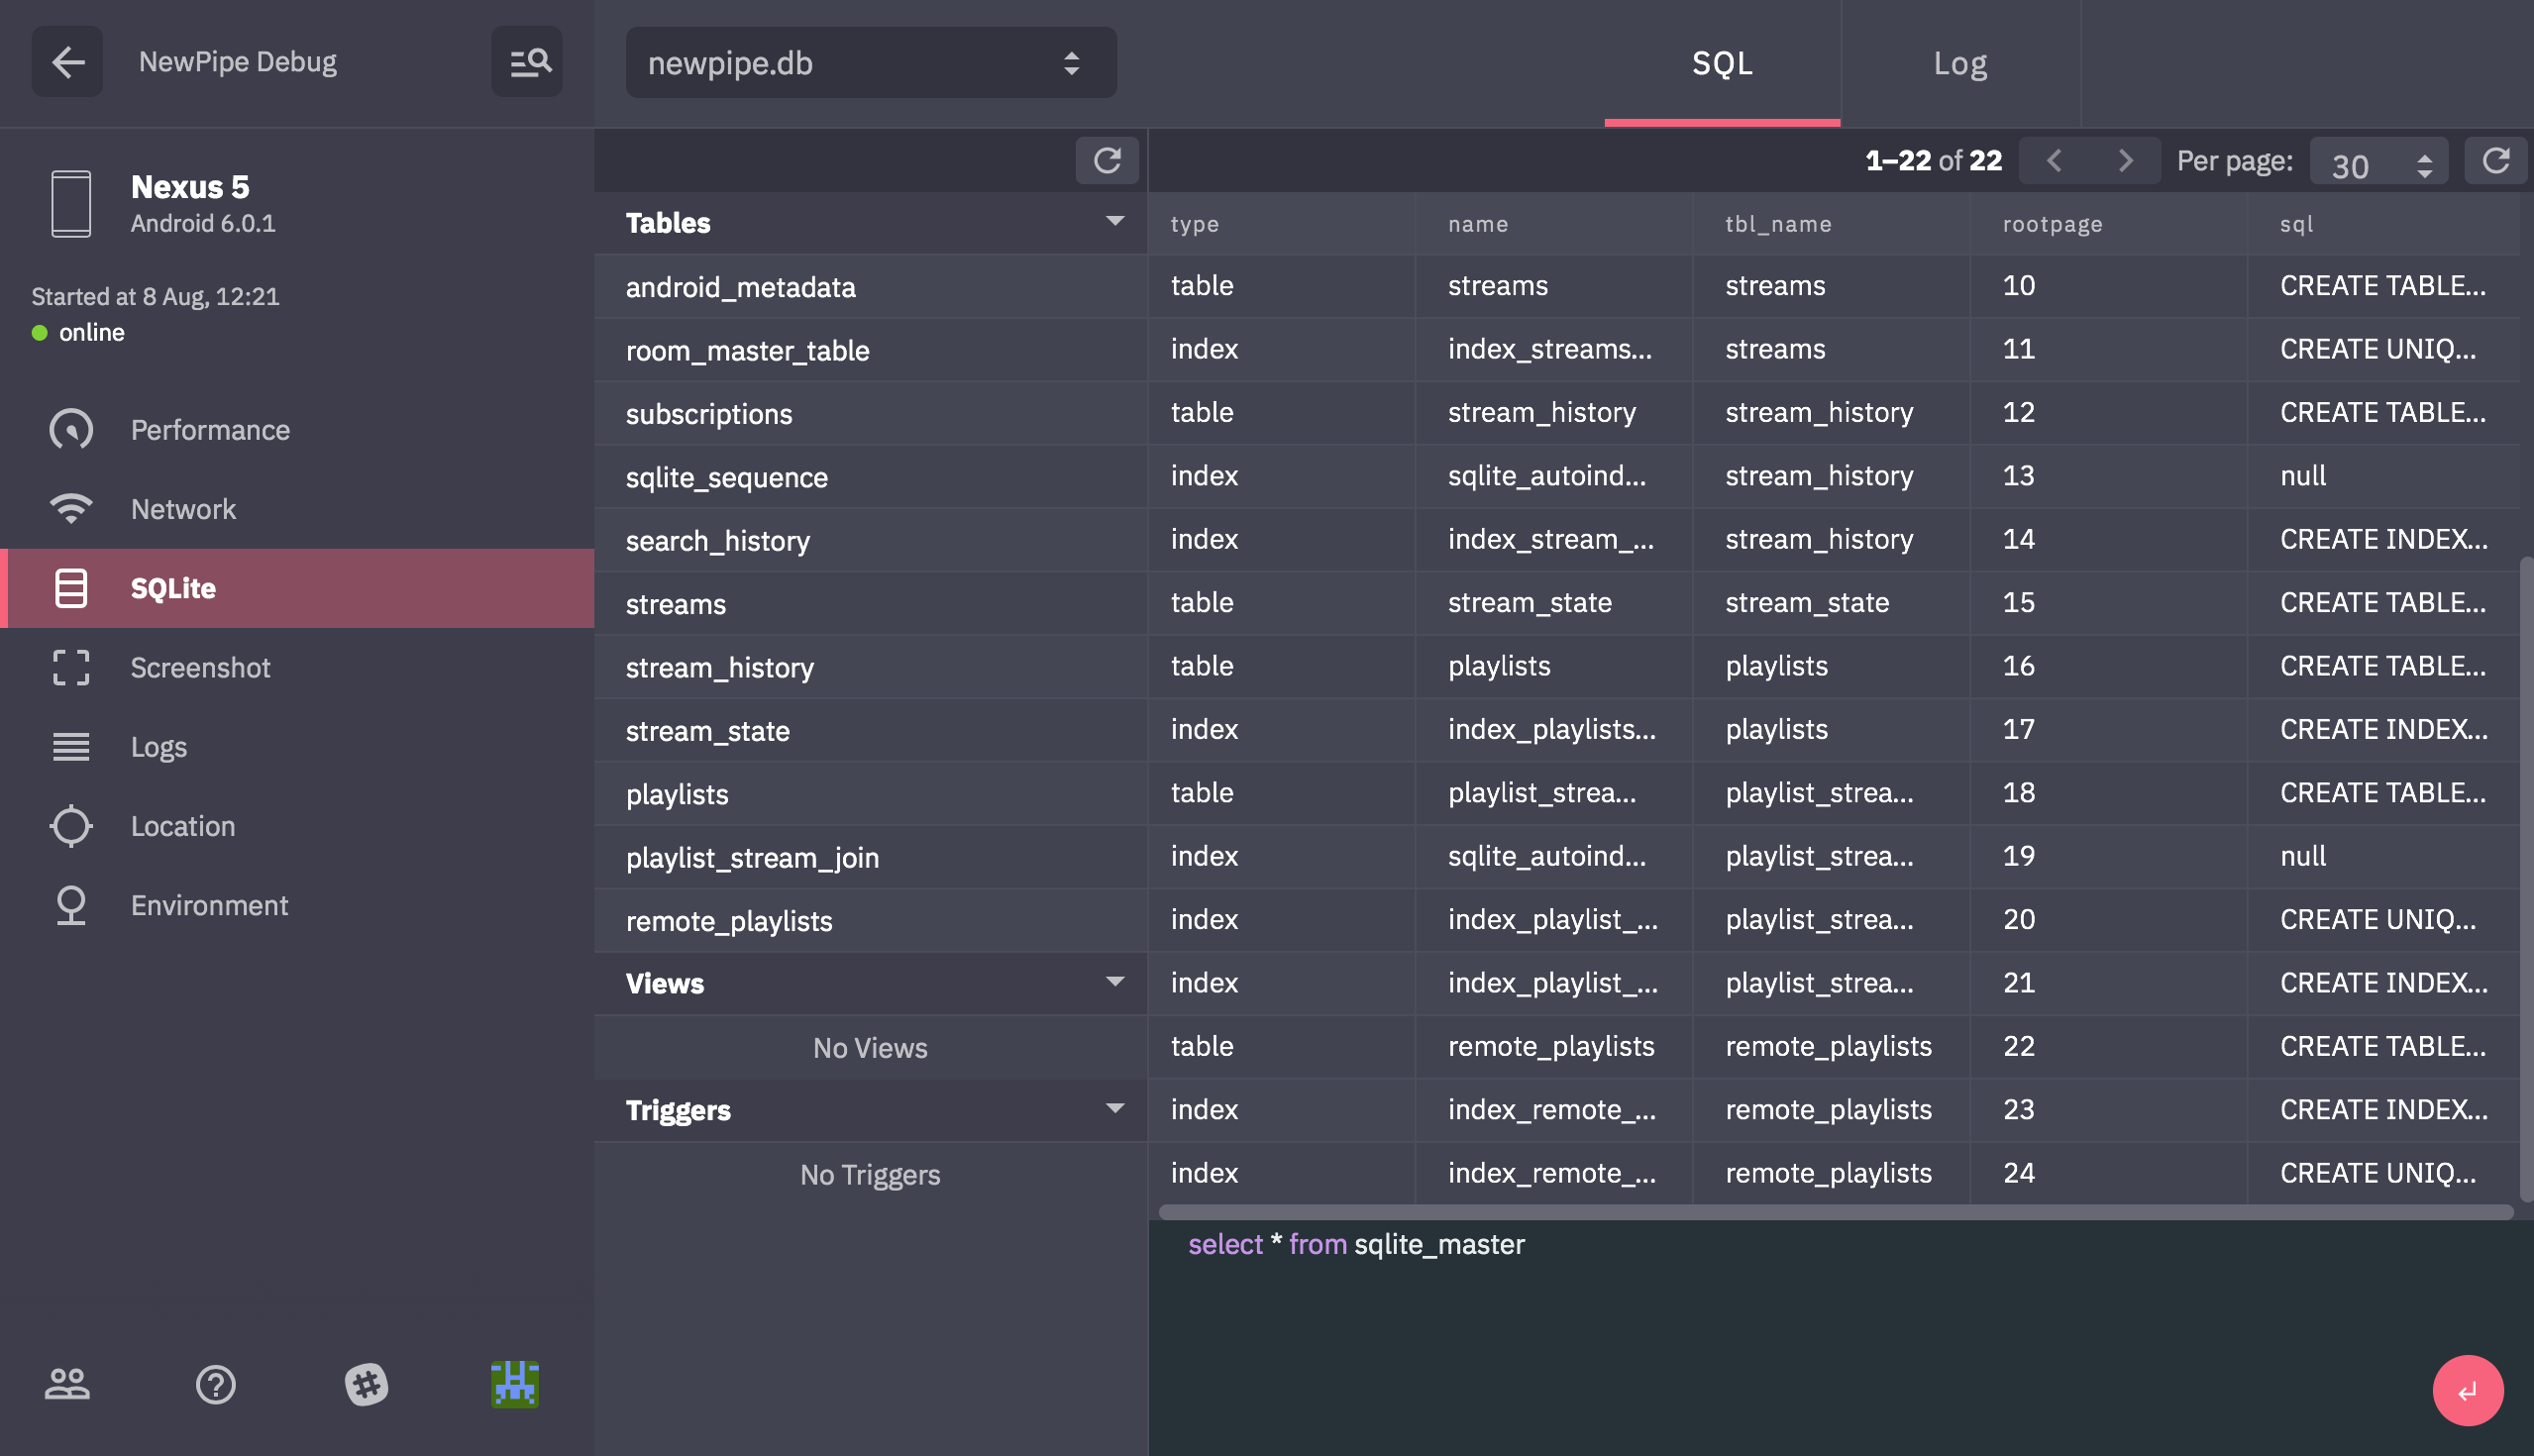 NewPipe Debug
Nexus 5
Android 6.0.1
Started at 8 Aug, 12:21
online
Performance
Network
SQLite
Screenshot
Logs
Location
Environment
newpipe.db
SQL
Log
1–22 of 22
Per page:
30
Tables
android_metadata
room_master_table
subscriptions
sqlite_sequence
search_history
streams
stream_history
stream_state
playlists
playlist_stream_join
remote_playlists
Views
No Views
Triggers
No Triggers
type name tbl_name rootpage sql
table streams streams 10 CREATE TABLE...
index index_streams... streams 11 CREATE UNIQ...
table stream_history stream_history 12 CREATE TABLE...
index sqlite_autoind... stream_history 13 null
index index_stream_... stream_history 14 CREATE INDEX...
table stream_state stream_state 15 CREATE TABLE...
table playlists playlists 16 CREATE TABLE...
index index_playlists... playlists 17 CREATE INDEX...
table playlist_strea... playlist_strea... 18 CREATE TABLE...
index sqlite_autoind... playlist_strea... 19 null
index index_playlist_... playlist_strea... 20 CREATE UNIQ...
index index_playlist_... playlist_strea... 21 CREATE INDEX...
table remote_playlists remote_playlists 22 CREATE TABLE...
index index_remote_... remote_playlists 23 CREATE INDEX...
index index_remote_... remote_playlists 24 CREATE UNIQ...
select * from sqlite_master